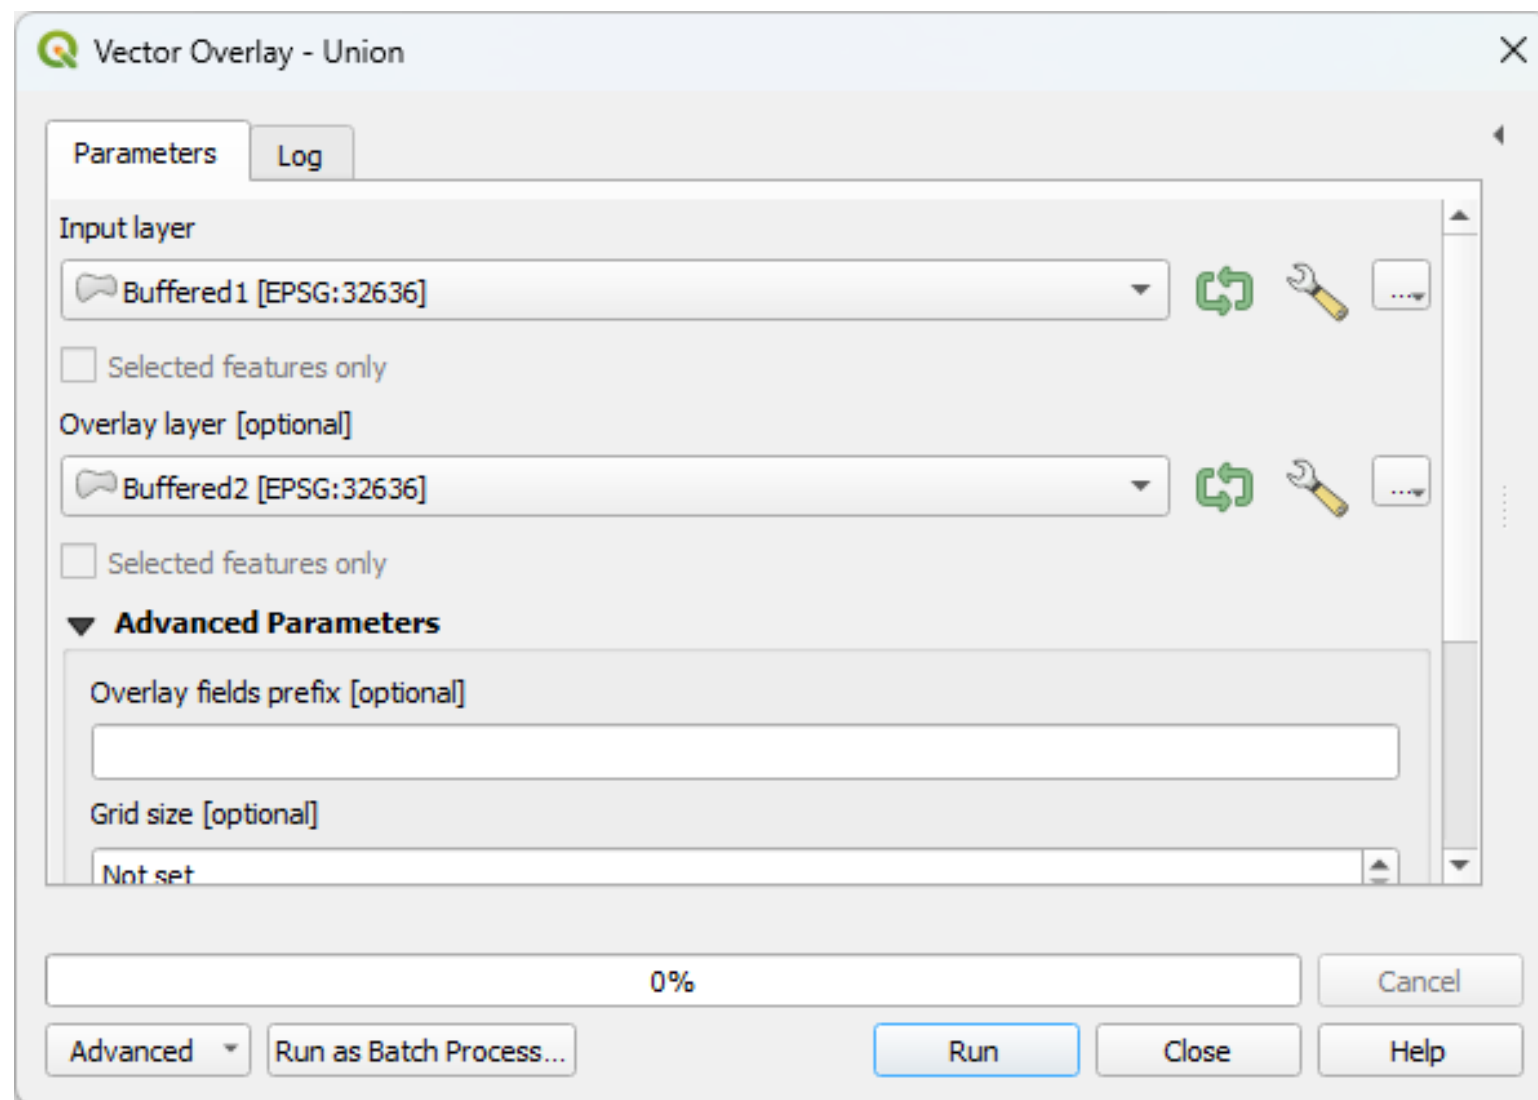 Vector Overlay - Union
Parameters
Log
Input layer
Buffered1 [EPSG:32636]
...
Selected features only
Overlay layer [optional]
Buffered2 [EPSG:32636]
...
Selected features only
Advanced Parameters
Overlay fields prefix [optional]
Grid size [optional]
Not set
0%
Cancel
Advanced
Run as Batch Process...
Run
Close
Help